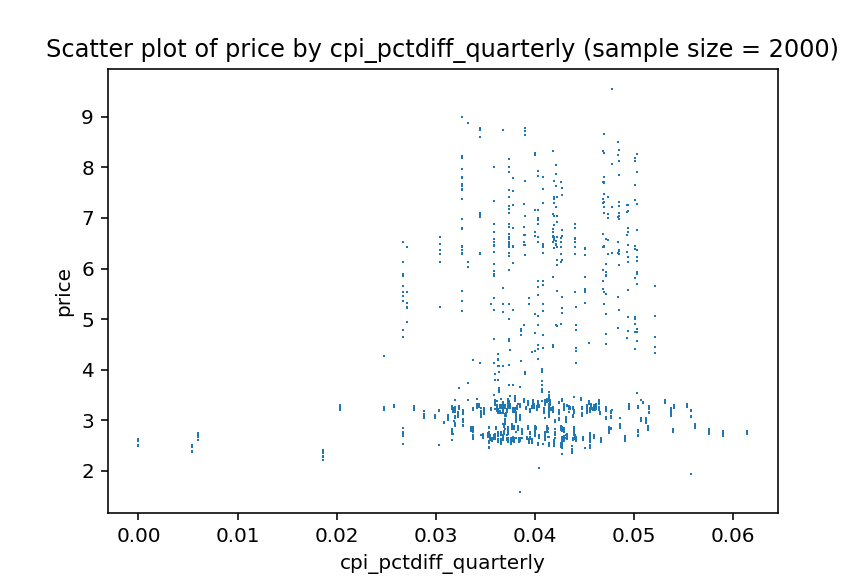 Scatter plot of price by cpi_pctdiff_quarterly (sample size = 2000)
9
8
7
6
5
4
3
2
price
0.00 0.01 0.02 0.03 0.04 0.05 0.06
cpi_pctdiff_quarterly